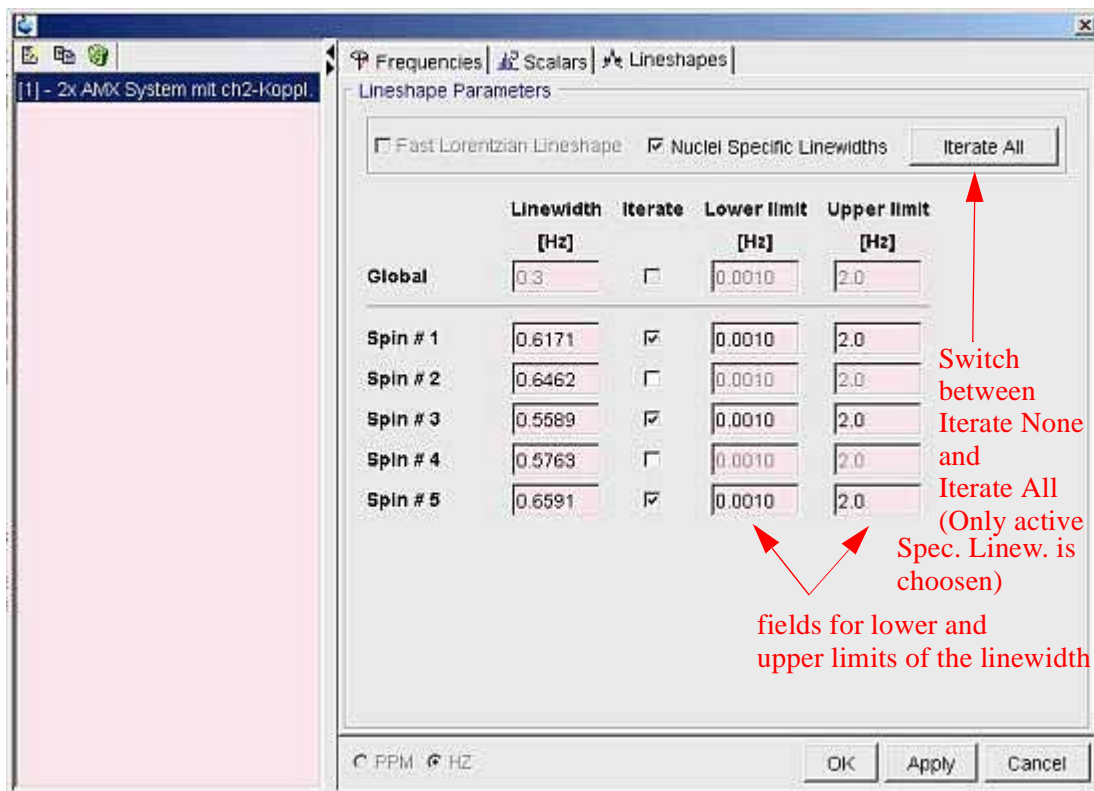 Frequencies Scalars Lineshapes
[1] - 2x AMX System mit ch2-Koppl.
Lineshape Parameters
Fast Lorentzian Lineshape Nuclei Specific Linewidths Iterate All
Linewidth Iterate Lower limit Upper limit
[Hz] [Hz] [Hz]
Global 0.3 0.0010 2.0
Spin # 1 0.6171 0.0010 2.0
Spin # 2 0.6462 0.0010 2.0
Spin # 3 0.5589 0.0010 2.0
Spin # 4 0.5763 0.0010 2.0
Spin # 5 0.6591 0.0010 2.0
Switch
between
Iterate None
and
Iterate All
(Only active
Spec. Linew. is
choosen)
fields for lower and
upper limits of the linewidth
PPM HZ OK Apply Cancel